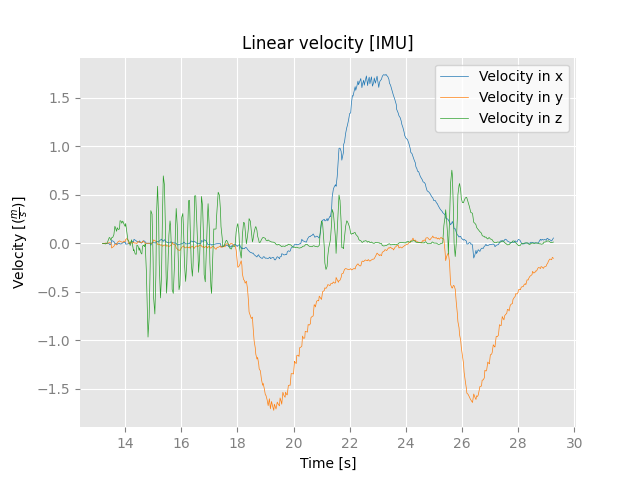 Linear velocity [IMU]
Velocity in x
Velocity in y
Velocity in z
Velocity [(m/s)]
1.5
1.0
0.5
0.0
−0.5
−1.0
−1.5
14 16 18 20 22 24 26 28 30
Time [s]